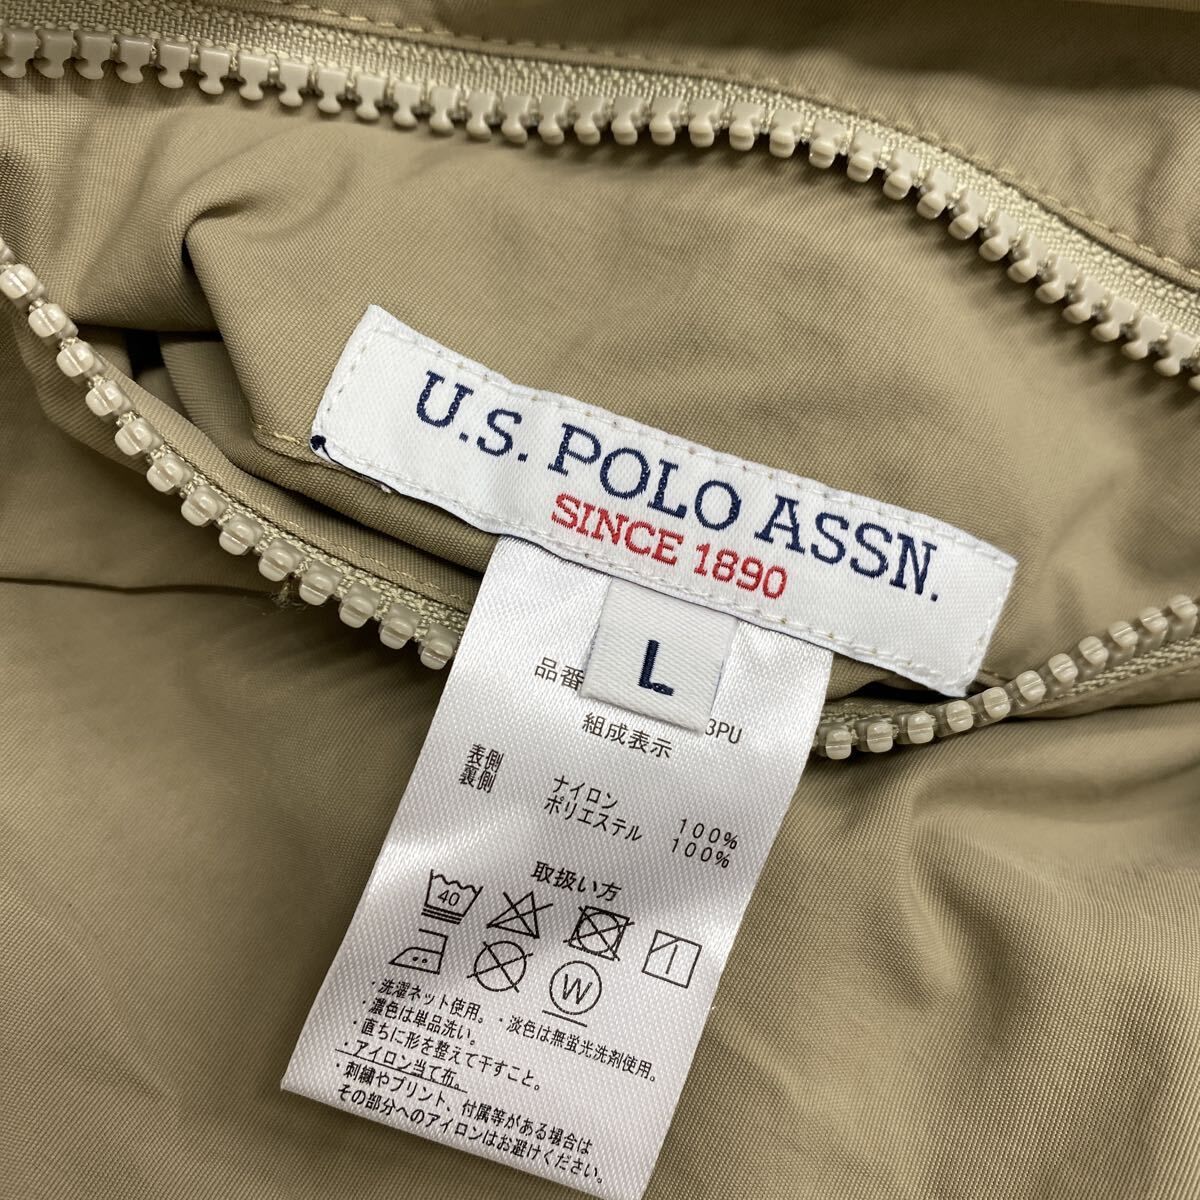 U.S. POLO ASSN.
SINCE 1890
L
品番 3PU
組成表示
表側 ナイロン 100%
裏側 ポリエステル 100%
取扱い方
40
W
・洗濯ネット使用。・淡色は無蛍光洗剤使用。
・濃色は単品洗い。
・直ちに形を整えて干すこと。
・アイロン当て布。
・刺繍やプリント、付属等がある場合は
その部分へのアイロンはお避けください。